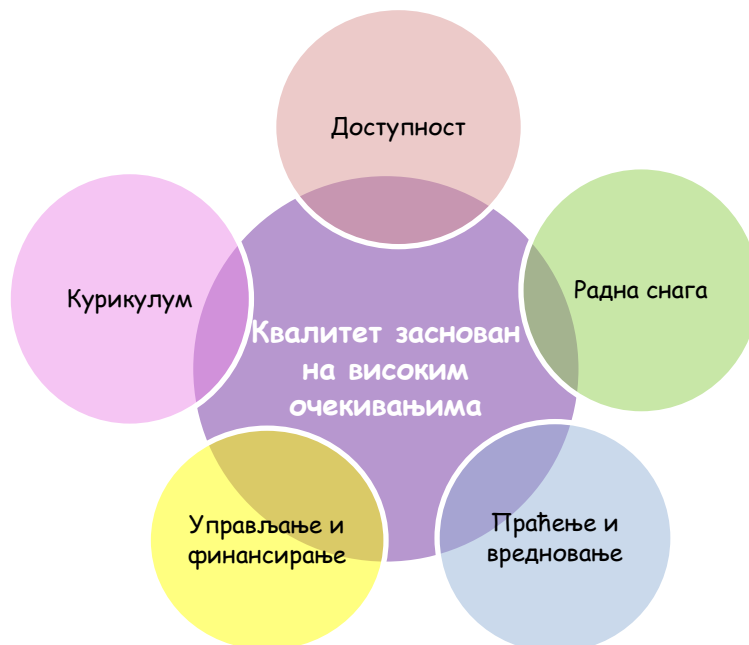 Доступност
Курикулум
Радна снага
Квалитет заснован
на високим
очекивањима
Управљање и
финансирање
Праћење и
вредновање